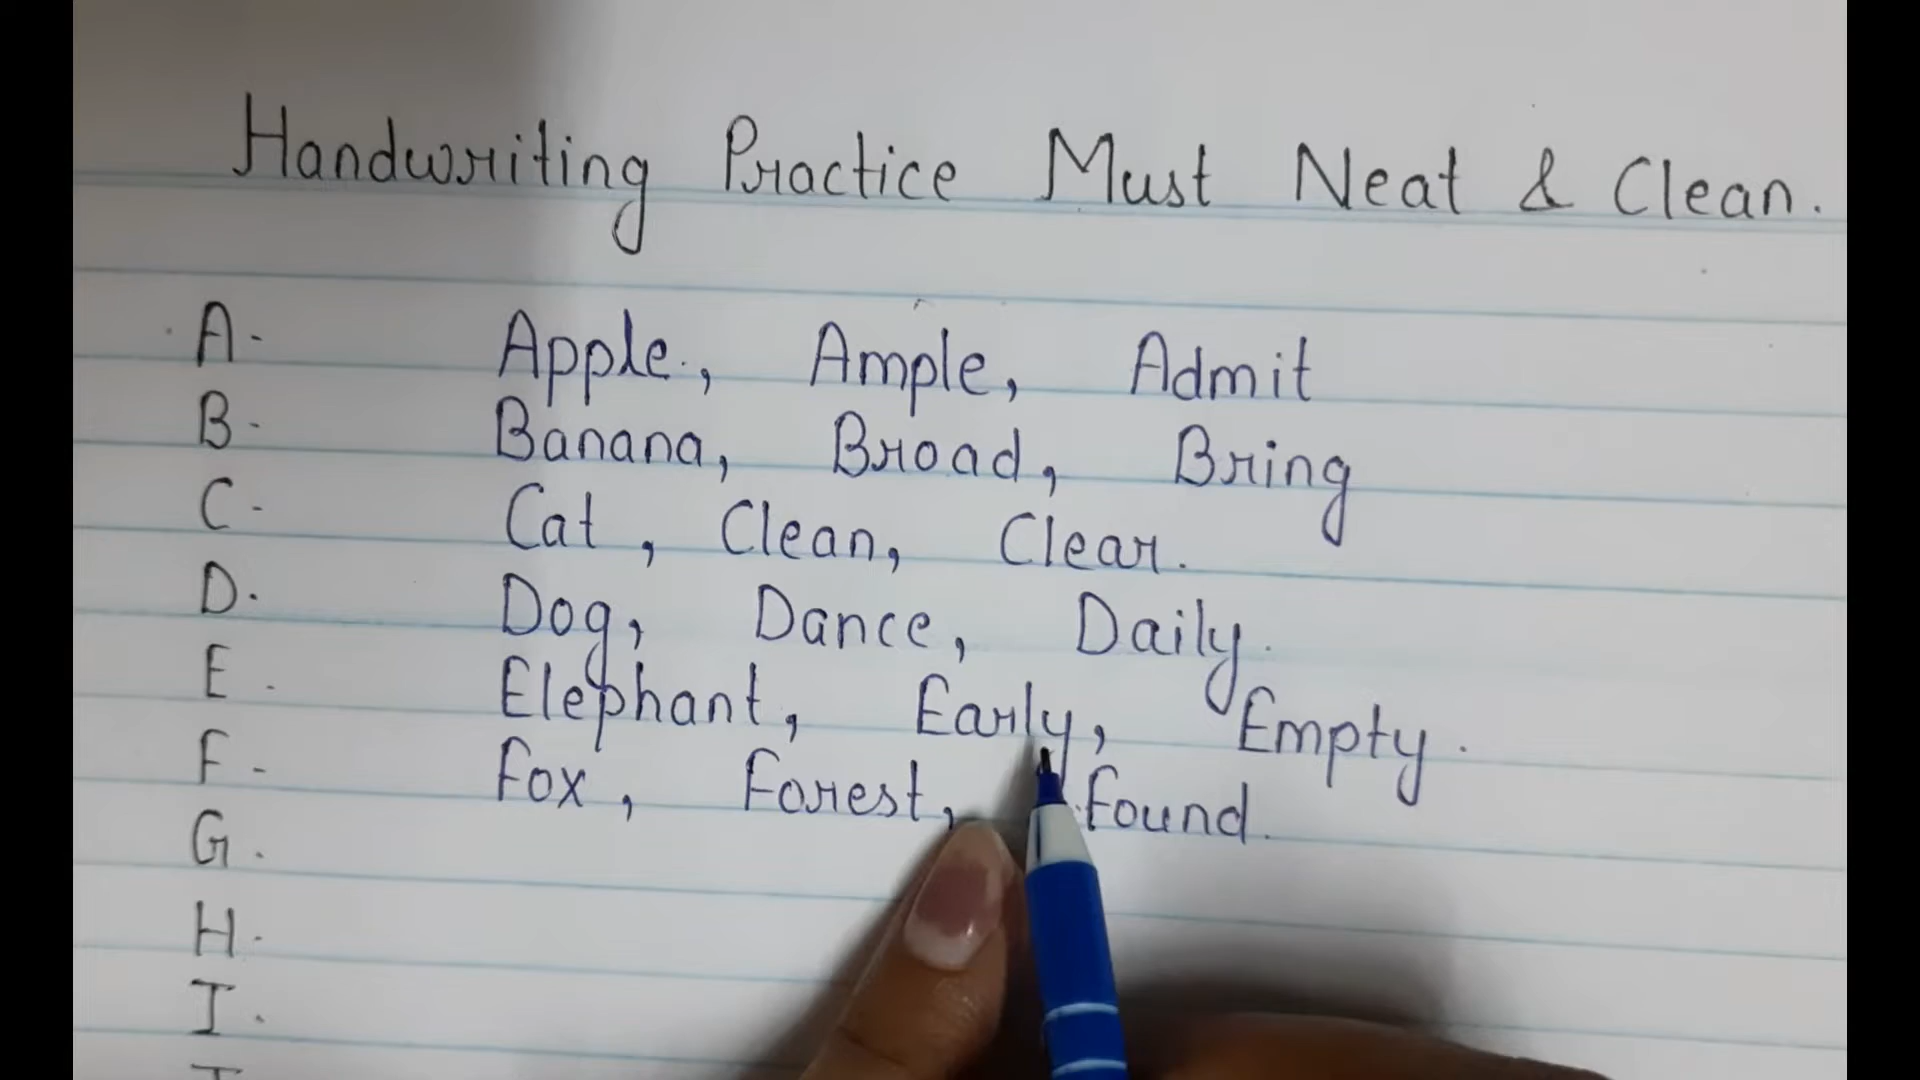 Handwriting Practice Must Neat & Clean.
A. Apple., Ample, Admit
B. Banana, Broad, Bring
C. Cat, Clean, Clear.
D. Dog, Dance, Daily.
E. Elephant, Early, Empty.
F. Fox, Forest, Found.
G.
H.
I.